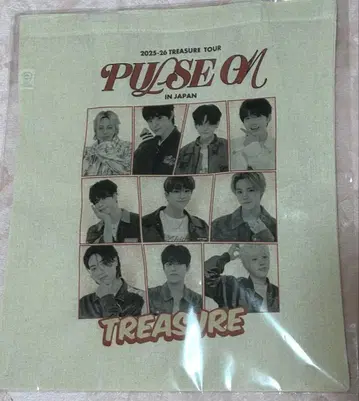 2025-26 TREASURE TOUR
PULSE ON
IN JAPAN
TREASURE